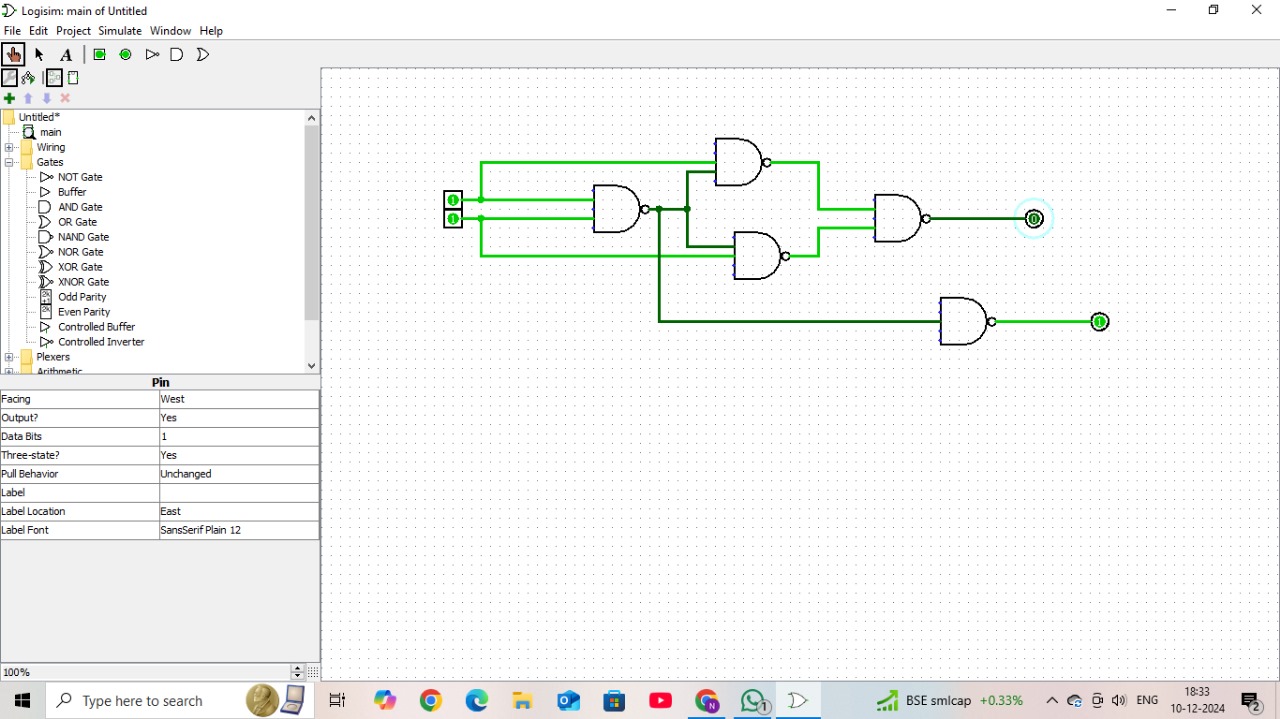 Logisim: main of Untitled
File Edit Project Simulate Window Help
A
Untitled*
main
Wiring
Gates
NOT Gate
Buffer
AND Gate
OR Gate
NAND Gate
NOR Gate
XOR Gate
XNOR Gate
Odd Parity
Even Parity
Controlled Buffer
Controlled Inverter
Plexers
Arithmetic
Pin
Facing West
Output? Yes
Data Bits 1
Three-state? Yes
Pull Behavior Unchanged
Label
Label Location East
Label Font SansSerif Plain 12
100%
1
1
0
1
Type here to search
N
1
BSE smlcap +0.33%
ENG
18:33
10-12-2024
2